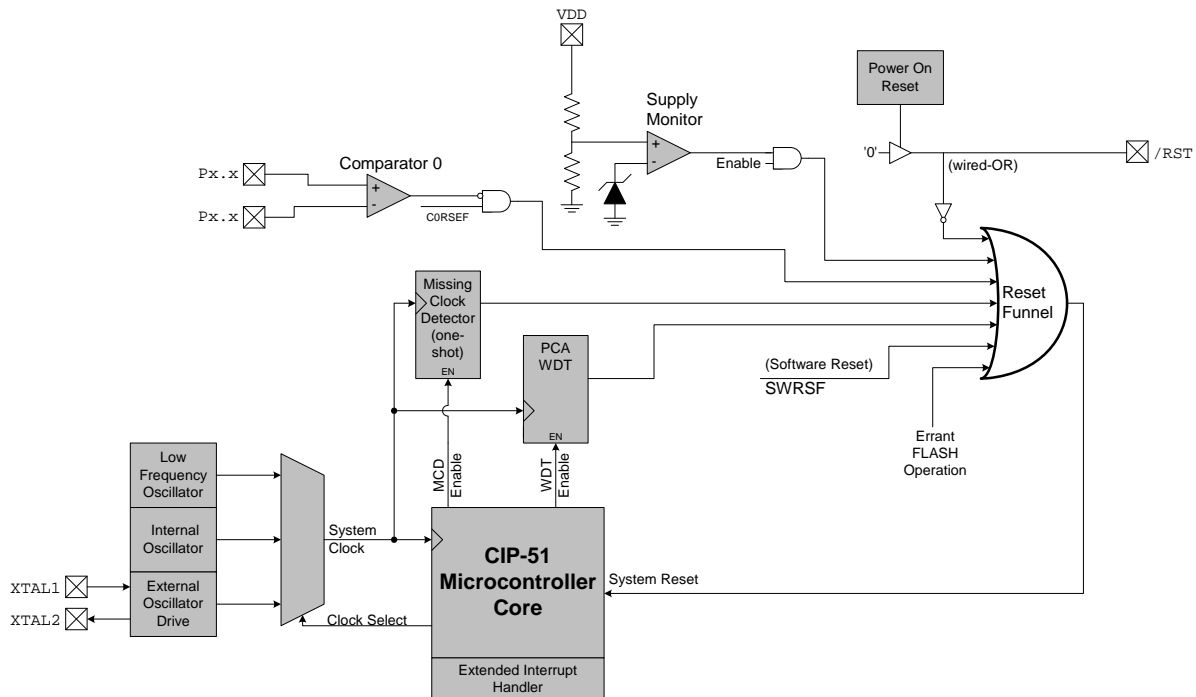 VDD
Power On
Reset
Supply
Monitor
+
-
Enable
'0'
(wired-OR)
/RST
Comparator 0
Px.x
Px.x
+
-
C0RSEF
Missing
Clock
Detector
(one-
shot)
EN
PCA
WDT
EN
Reset
Funnel
(Software Reset)
SWRSF
Errant
FLASH
Operation
MCD
Enable
WDT
Enable
Low
Frequency
Oscillator
Internal
Oscillator
External
Oscillator
Drive
XTAL1
XTAL2
System
Clock
Clock Select
CIP-51
Microcontroller
Core
System Reset
Extended Interrupt
Handler